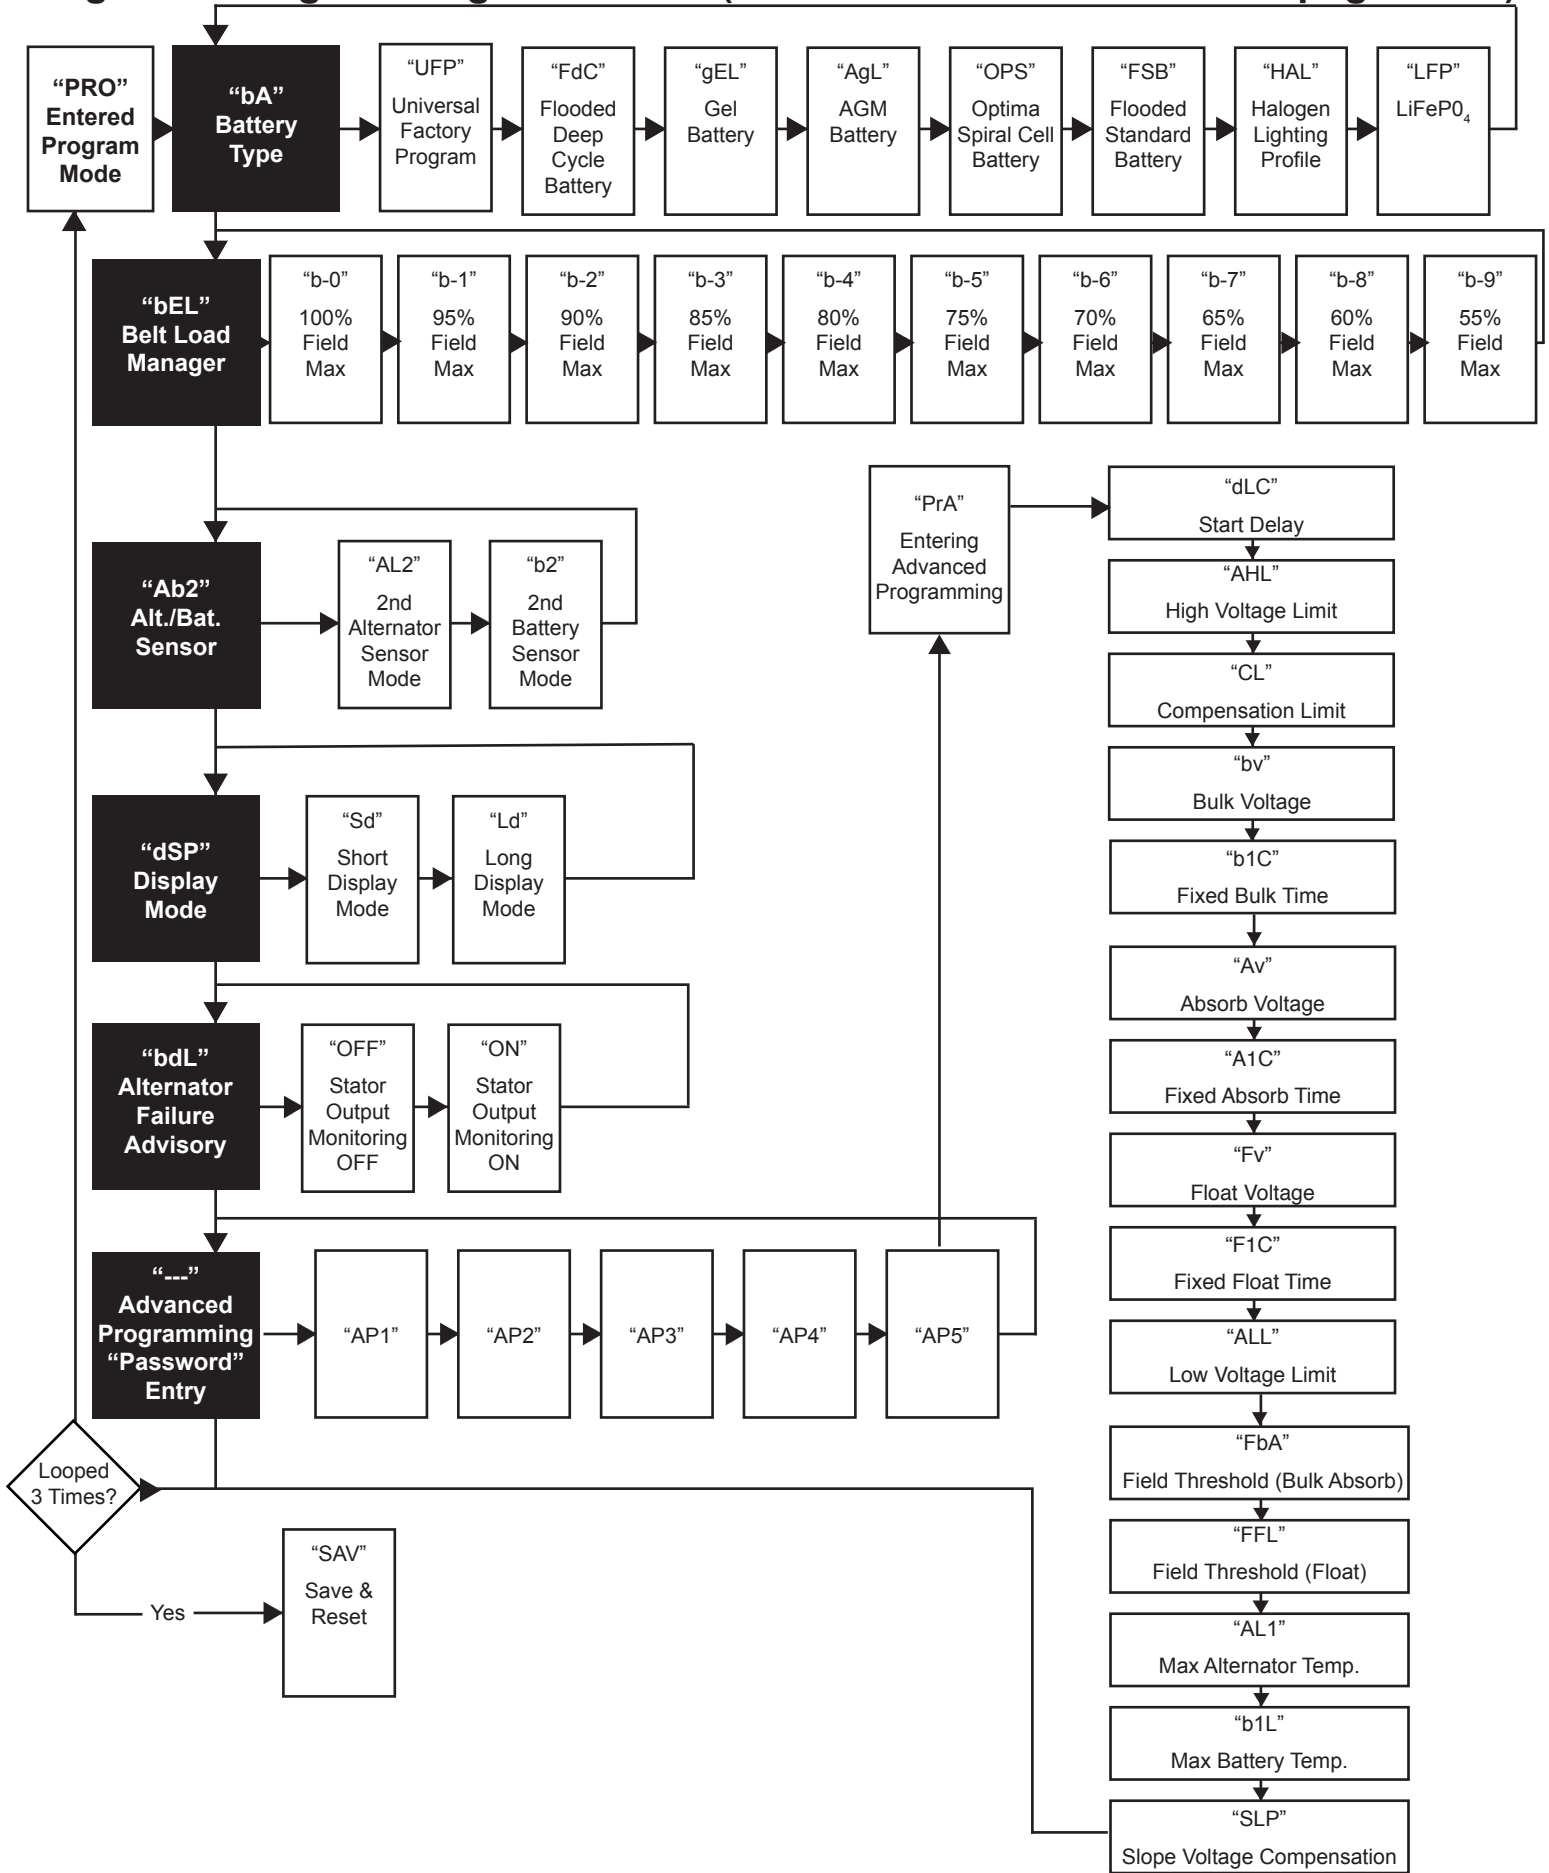 “PRO”
Entered
Program
Mode
“bA”
Battery
Type
“UFP”
Universal
Factory
Program
“FdC”
Flooded
Deep
Cycle
Battery
“gEL”
Gel
Battery
“AgL”
AGM
Battery
“OPS”
Optima
Spiral Cell
Battery
“FSB”
Flooded
Standard
Battery
“HAL”
Halogen
Lighting
Profile
“LFP”
LiFeP0₄
“bEL”
Belt Load
Manager
“b-0”
100%
Field
Max
“b-1”
95%
Field
Max
“b-2”
90%
Field
Max
“b-3”
85%
Field
Max
“b-4”
80%
Field
Max
“b-5”
75%
Field
Max
“b-6”
70%
Field
Max
“b-7”
65%
Field
Max
“b-8”
60%
Field
Max
“b-9”
55%
Field
Max
“Ab2”
Alt./Bat.
Sensor
“AL2”
2nd
Alternator
Sensor
Mode
“b2”
2nd
Battery
Sensor
Mode
“dSP”
Display
Mode
“Sd”
Short
Display
Mode
“Ld”
Long
Display
Mode
“bdL”
Alternator
Failure
Advisory
“OFF”
Stator
Output
Monitoring
OFF
“ON”
Stator
Output
Monitoring
ON
“---”
Advanced
Programming
“Password”
Entry
“AP1”
“AP2”
“AP3”
“AP4”
“AP5”
Looped
3 Times?
Yes
“SAV”
Save &
Reset
“PrA”
Entering
Advanced
Programming
“dLC”
Start Delay
“AHL”
High Voltage Limit
“CL”
Compensation Limit
“bv”
Bulk Voltage
“b1C”
Fixed Bulk Time
“Av”
Absorb Voltage
“A1C”
Fixed Absorb Time
“Fv”
Float Voltage
“F1C”
Fixed Float Time
“ALL”
Low Voltage Limit
“FbA”
Field Threshold (Bulk Absorb)
“FFL”
Field Threshold (Float)
“AL1”
Max Alternator Temp.
“b1L”
Max Battery Temp.
“SLP”
Slope Voltage Compensation